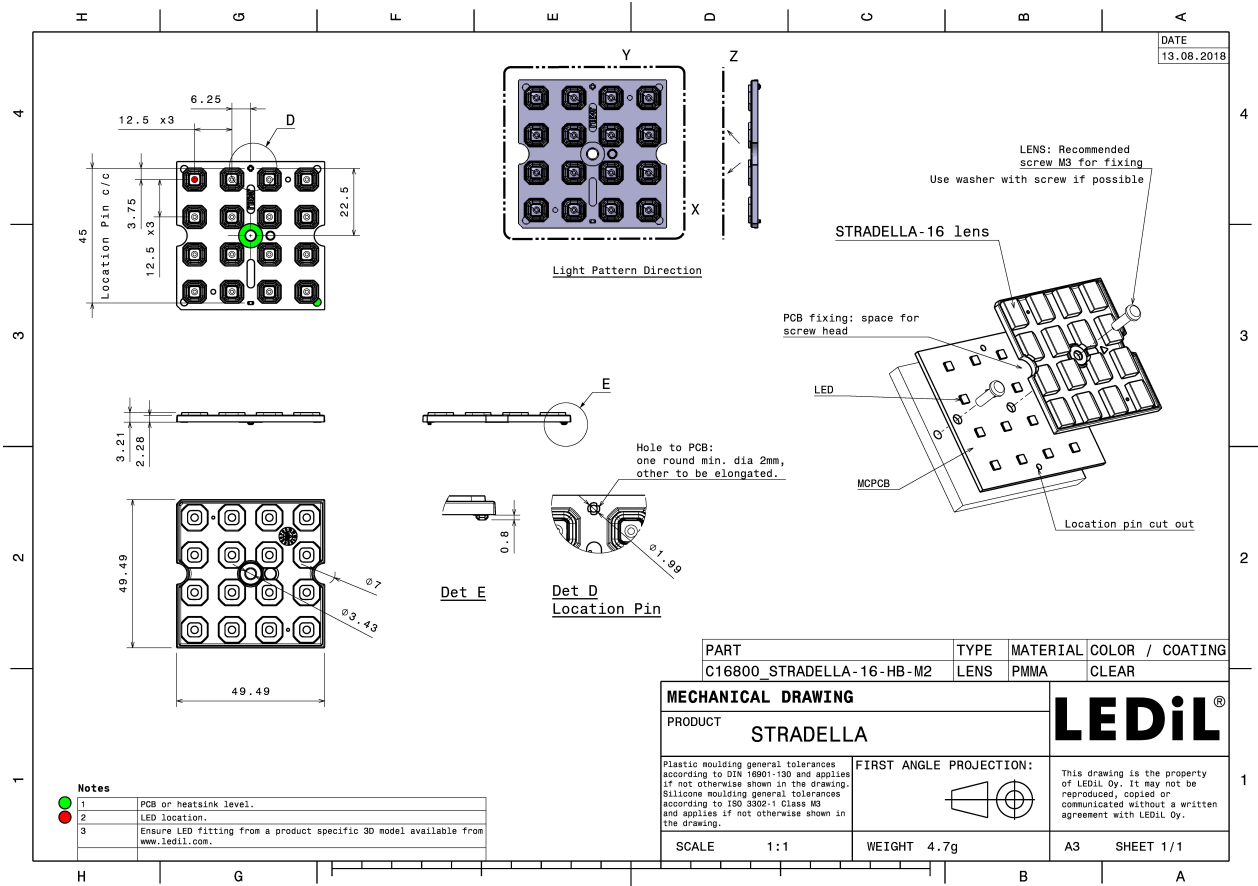 H G F E D C B A
DATE
13.08.2018
4
4
Y
Z
X
6.25
12.5 x3
D
45
Location Pin c/c
3.75
12.5 x3
22.5
Light Pattern Direction
LENS: Recommended
screw M3 for fixing
Use washer with screw if possible
STRADELLA-16 lens
PCB fixing: space for
screw head
LED
MCPCB
Location pin cut out
3
3
3.21
2.28
E
Hole to PCB:
one round min. dia 2mm,
other to be elongated.
0.8
Ø1.99
Det E
Det D
Location Pin
2
2
49.49
Ø7
Ø3.43
49.49
PART TYPE MATERIAL COLOR / COATING
C16800_STRADELLA-16-HB-M2 LENS PMMA CLEAR
MECHANICAL DRAWING
PRODUCT
STRADELLA
LEDiL®
Plastic moulding general tolerances
according to DIN 16901-130 and applies
if not otherwise shown in the drawing.
Silicone moulding general tolerances
according to ISO 3302-1 Class M3
and applies if not otherwise shown in
the drawing.
FIRST ANGLE PROJECTION:
This drawing is the property
of LEDiL Oy. It may not be
reproduced, copied or
communicated without a written
agreement with LEDiL Oy.
SCALE 1:1
WEIGHT 4.7g
A3 SHEET 1/1
1
1
Notes
1 PCB or heatsink level.
2 LED location.
3 Ensure LED fitting from a product specific 3D model available from
www.ledil.com.
H G F E D B A